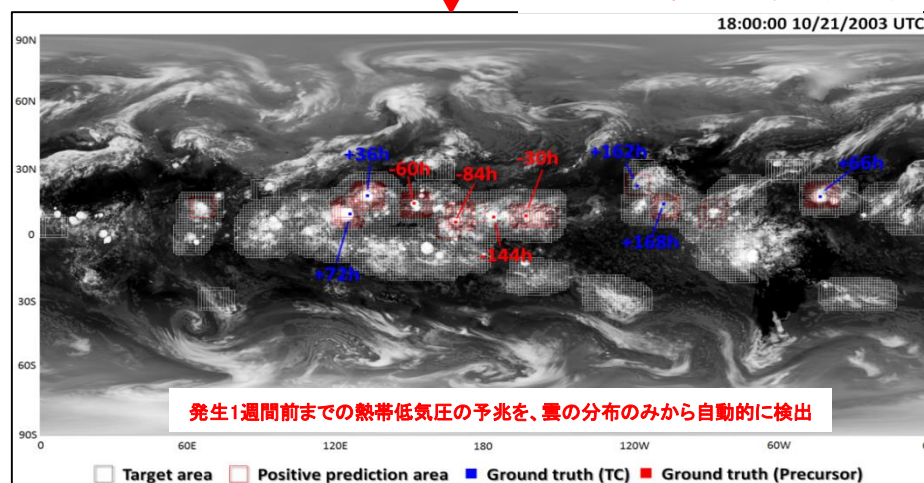 18:00:00 10/21/2003 UTC
90N
60N
30N
0
30S
60S
90S
+36h
-60h
-84h
-30h
+162h
+66h
+72h
-144h
+168h
発生1週間前までの熱帯低気圧の予兆を、雲の分布のみから自動的に検出
0 60E 120E 180 120W 60W 0
Target area Positive prediction area Ground truth (TC) Ground truth (Precursor)